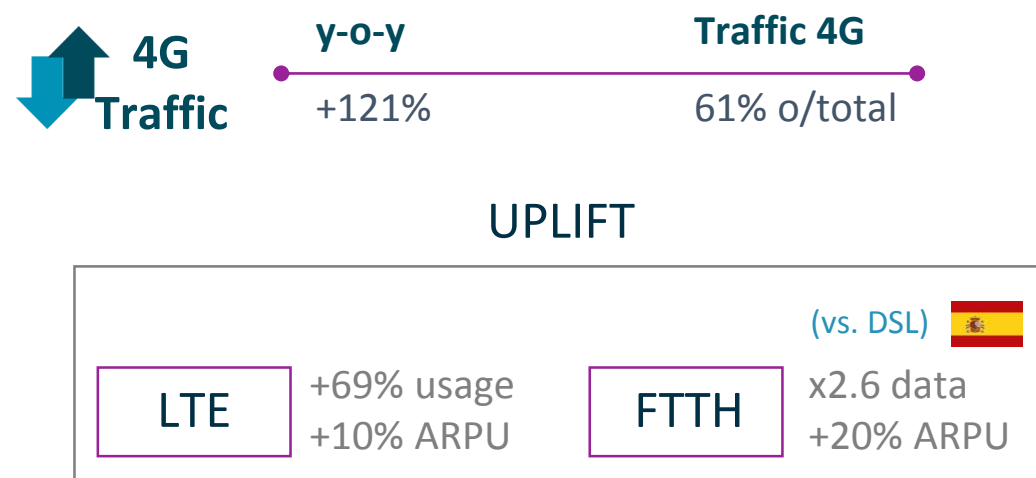 4G
Traffic
y-o-y
Traffic 4G
+121%
61% o/total
UPLIFT
(vs. DSL)
LTE
+69% usage
+10% ARPU
FTTH
x2.6 data
+20% ARPU